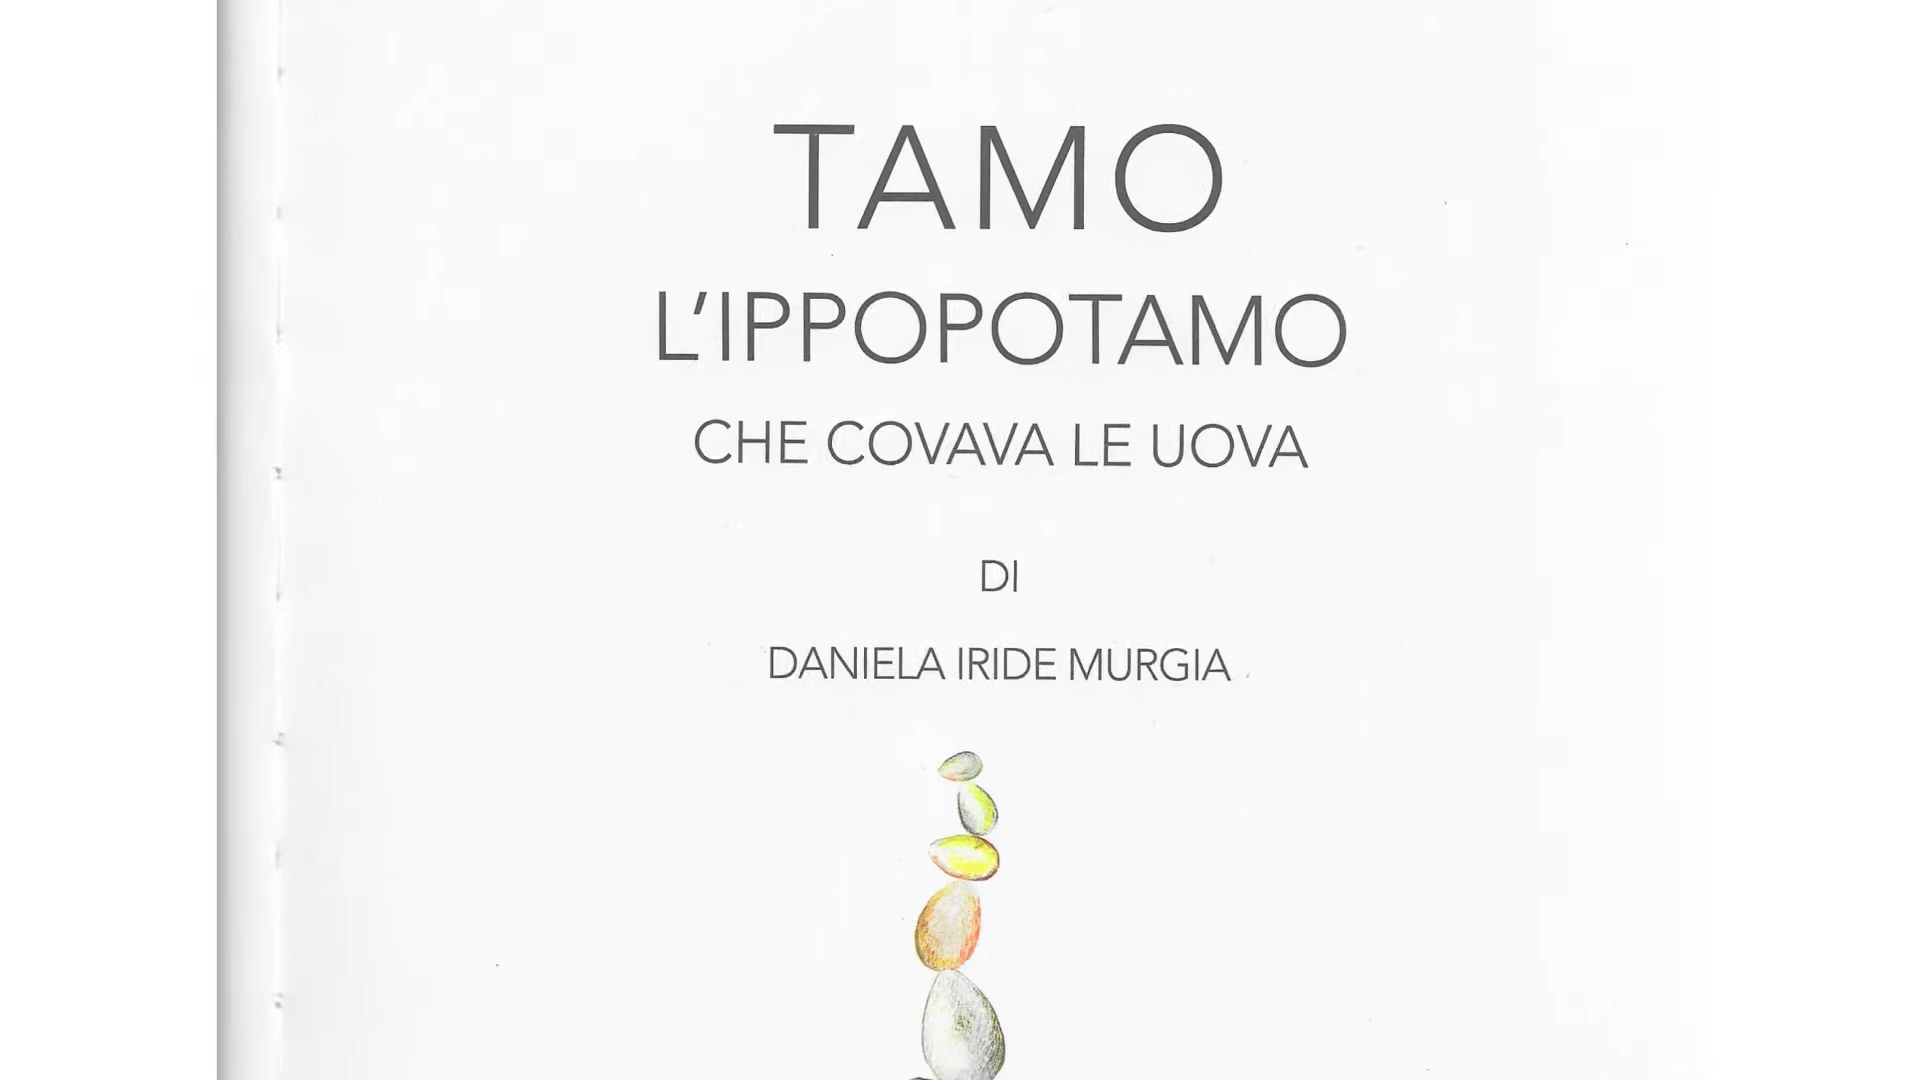 TAMO
L'IPPOPOTAMO
CHE COVAVA LE UOVA
DI
DANIELA IRIDE MURGIA